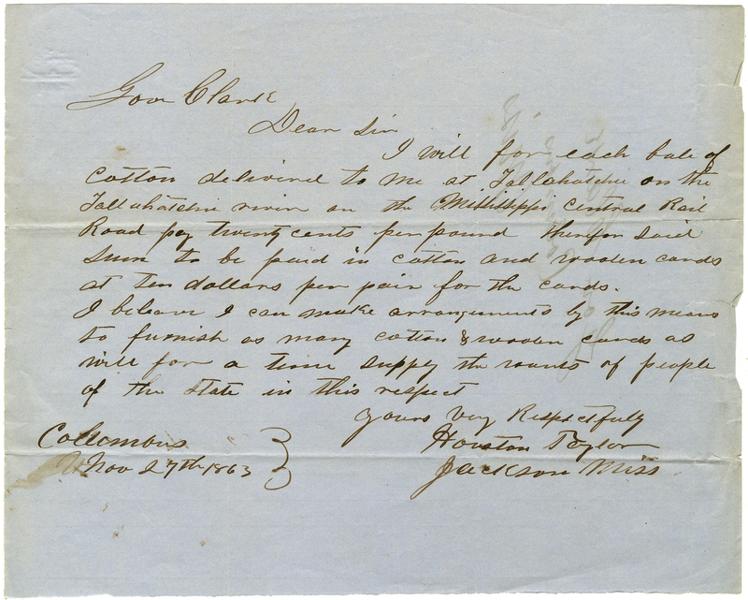 Gov Clark
Dear Sir
I will for each bale of
cotton delivered to me at Tallahatchie on the
Tallahatchie river on the Mississippi Central Rail
Road pay twenty cents per pound therefor said
sum to be paid in cotton and woolen cards
at ten dollars per pair for the cards.
I believe I can make arrangements by this means
to furnish as many cotton & woolen cards as
will for a time supply the wants of people
of the State in this respect
yours very Respectfully
Houston Taylor
Jackson Miss
Collumbus
Nov 27th 1863